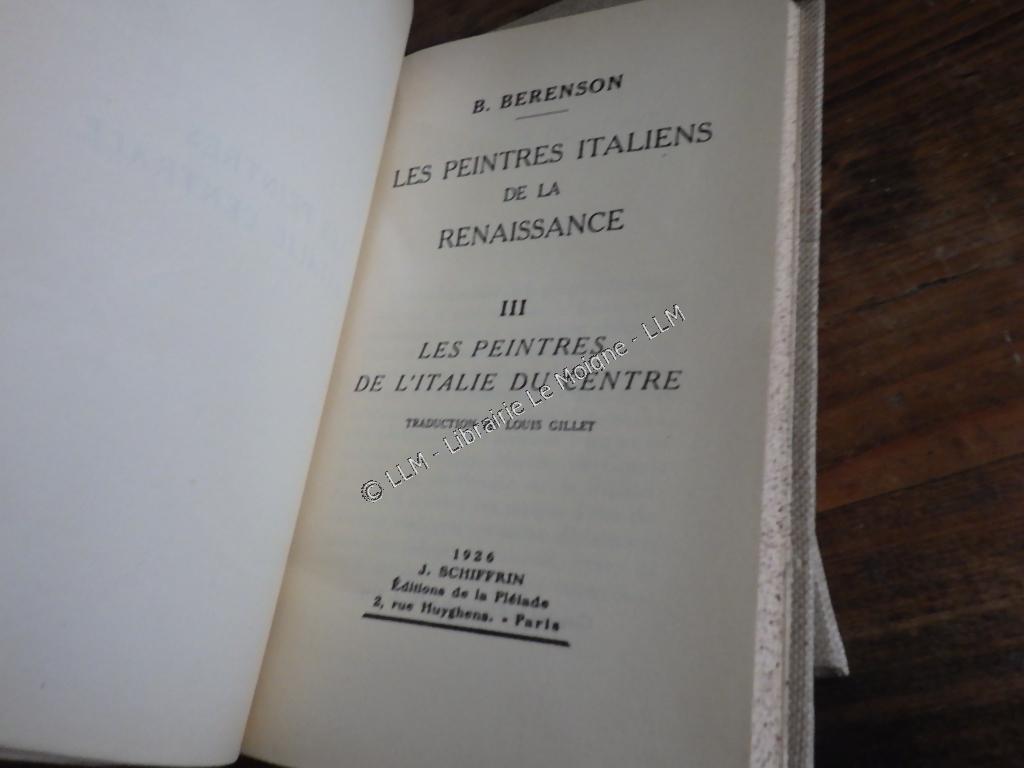 B. BERENSON
LES PEINTRES ITALIENS
DE LA
RENAISSANCE
III
LES PEINTRES
DE L'ITALIE DU CENTRE
TRADUCTION DE LOUIS GILLET
© LLM - Librairie Le Moigne - LLM
1926
J. SCHIFFRIN
Éditions de la Pléiade
2, rue Huyghens. - Paris